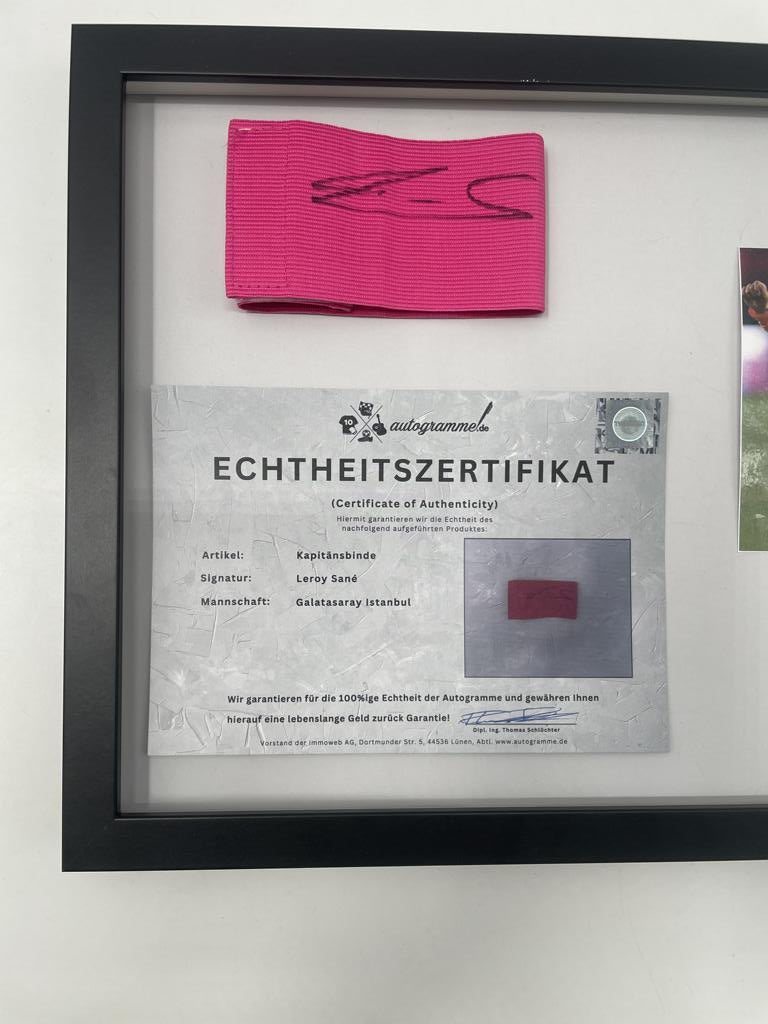 10
autogramme.de
ECHTHEITSZERTIFIKAT
(Certificate of Authenticity)
Hiermit garantieren wir die Echtheit des
nachfolgend aufgeführten Produktes:
Artikel: Kapitänsbinde
Signatur: Leroy Sané
Mannschaft: Galatasaray Istanbul
Wir garantieren für die 100%ige Echtheit der Autogramme und gewähren Ihnen
hierauf eine lebenslange Geld zurück Garantie!
Dipl. Ing. Thomas Schlüchter
Vorstand der immoweb AG, Dortmunder Str. 5, 44536 Lünen, Abtl. www.autogramme.de